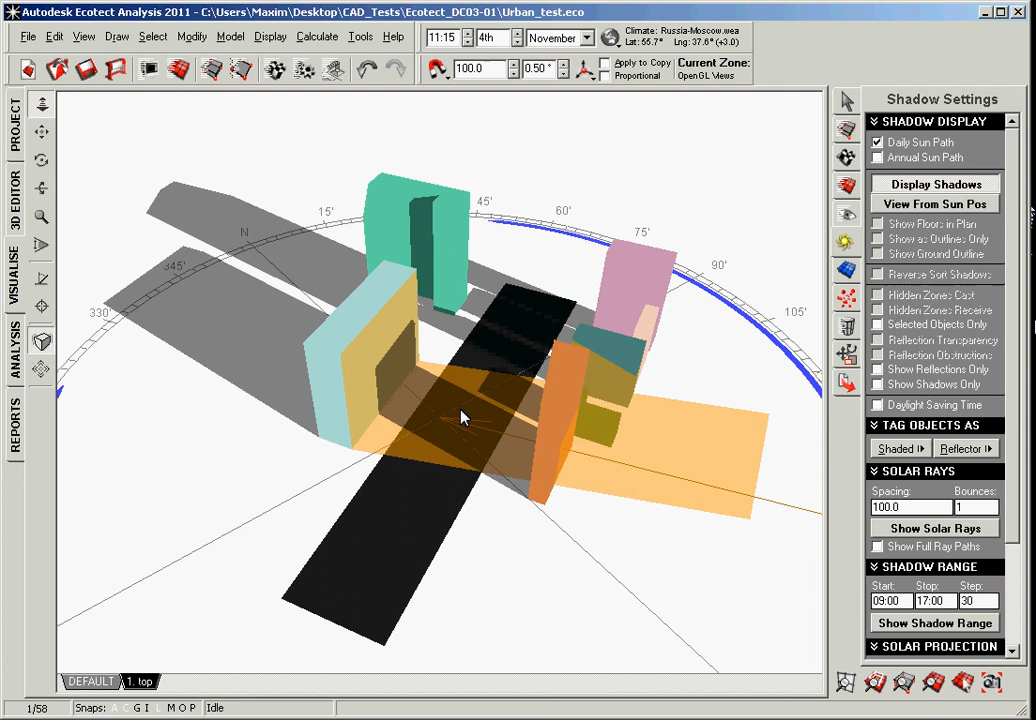 Autodesk Ecotect Analysis 2011 - C:\Users\Maxim\Desktop\CAD_Tests\Ecotect_DC03-01\Urban_test.eco
File Edit View Draw Select Modify Model Display Calculate Tools Help
11:15 4th November
Climate: Russia-Moscow.wea
Lat: 55.7° Lng: 37.6° (+3.0)
100.0 0.50 °
Apply to Copy
Proportional
Current Zone:
OpenGL Views
PROJECT
3D EDITOR
VISUALISE
ANALYSIS
REPORTS
330'
345'
N
15'
45'
60'
75'
90'
105'
Shadow Settings
SHADOW DISPLAY
Daily Sun Path
Annual Sun Path
Display Shadows
View From Sun Pos
Show Floors in Plan
Show as Outlines Only
Show Ground Outline
Reverse Sort Shadows
Hidden Zones Cast
Hidden Zones Receive
Selected Objects Only
Reflection Transparency
Reflection Obstructions
Show Reflections Only
Show Shadows Only
Daylight Saving Time
TAG OBJECTS AS
Shaded Reflector
SOLAR RAYS
Spacing: Bounces:
100.0 1
Show Solar Rays
Show Full Ray Paths
SHADOW RANGE
Start: Stop: Step:
09:00 17:00 30
Show Shadow Range
SOLAR PROJECTION
DEFAULT 1. top
1/58 Snaps: A C G I L M O P Idle